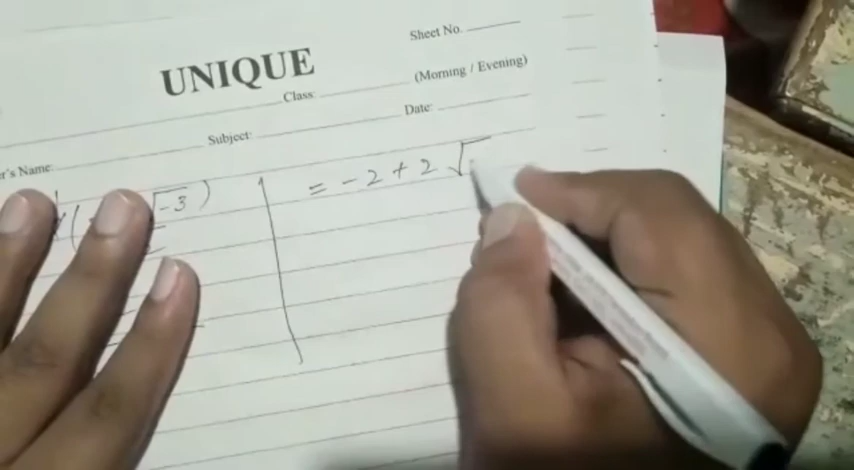 Sheet No.
UNIQUE
Class: (Morning / Evening)
Subject: Date:
r's Name:
√-3 )
= -2 + 2 √